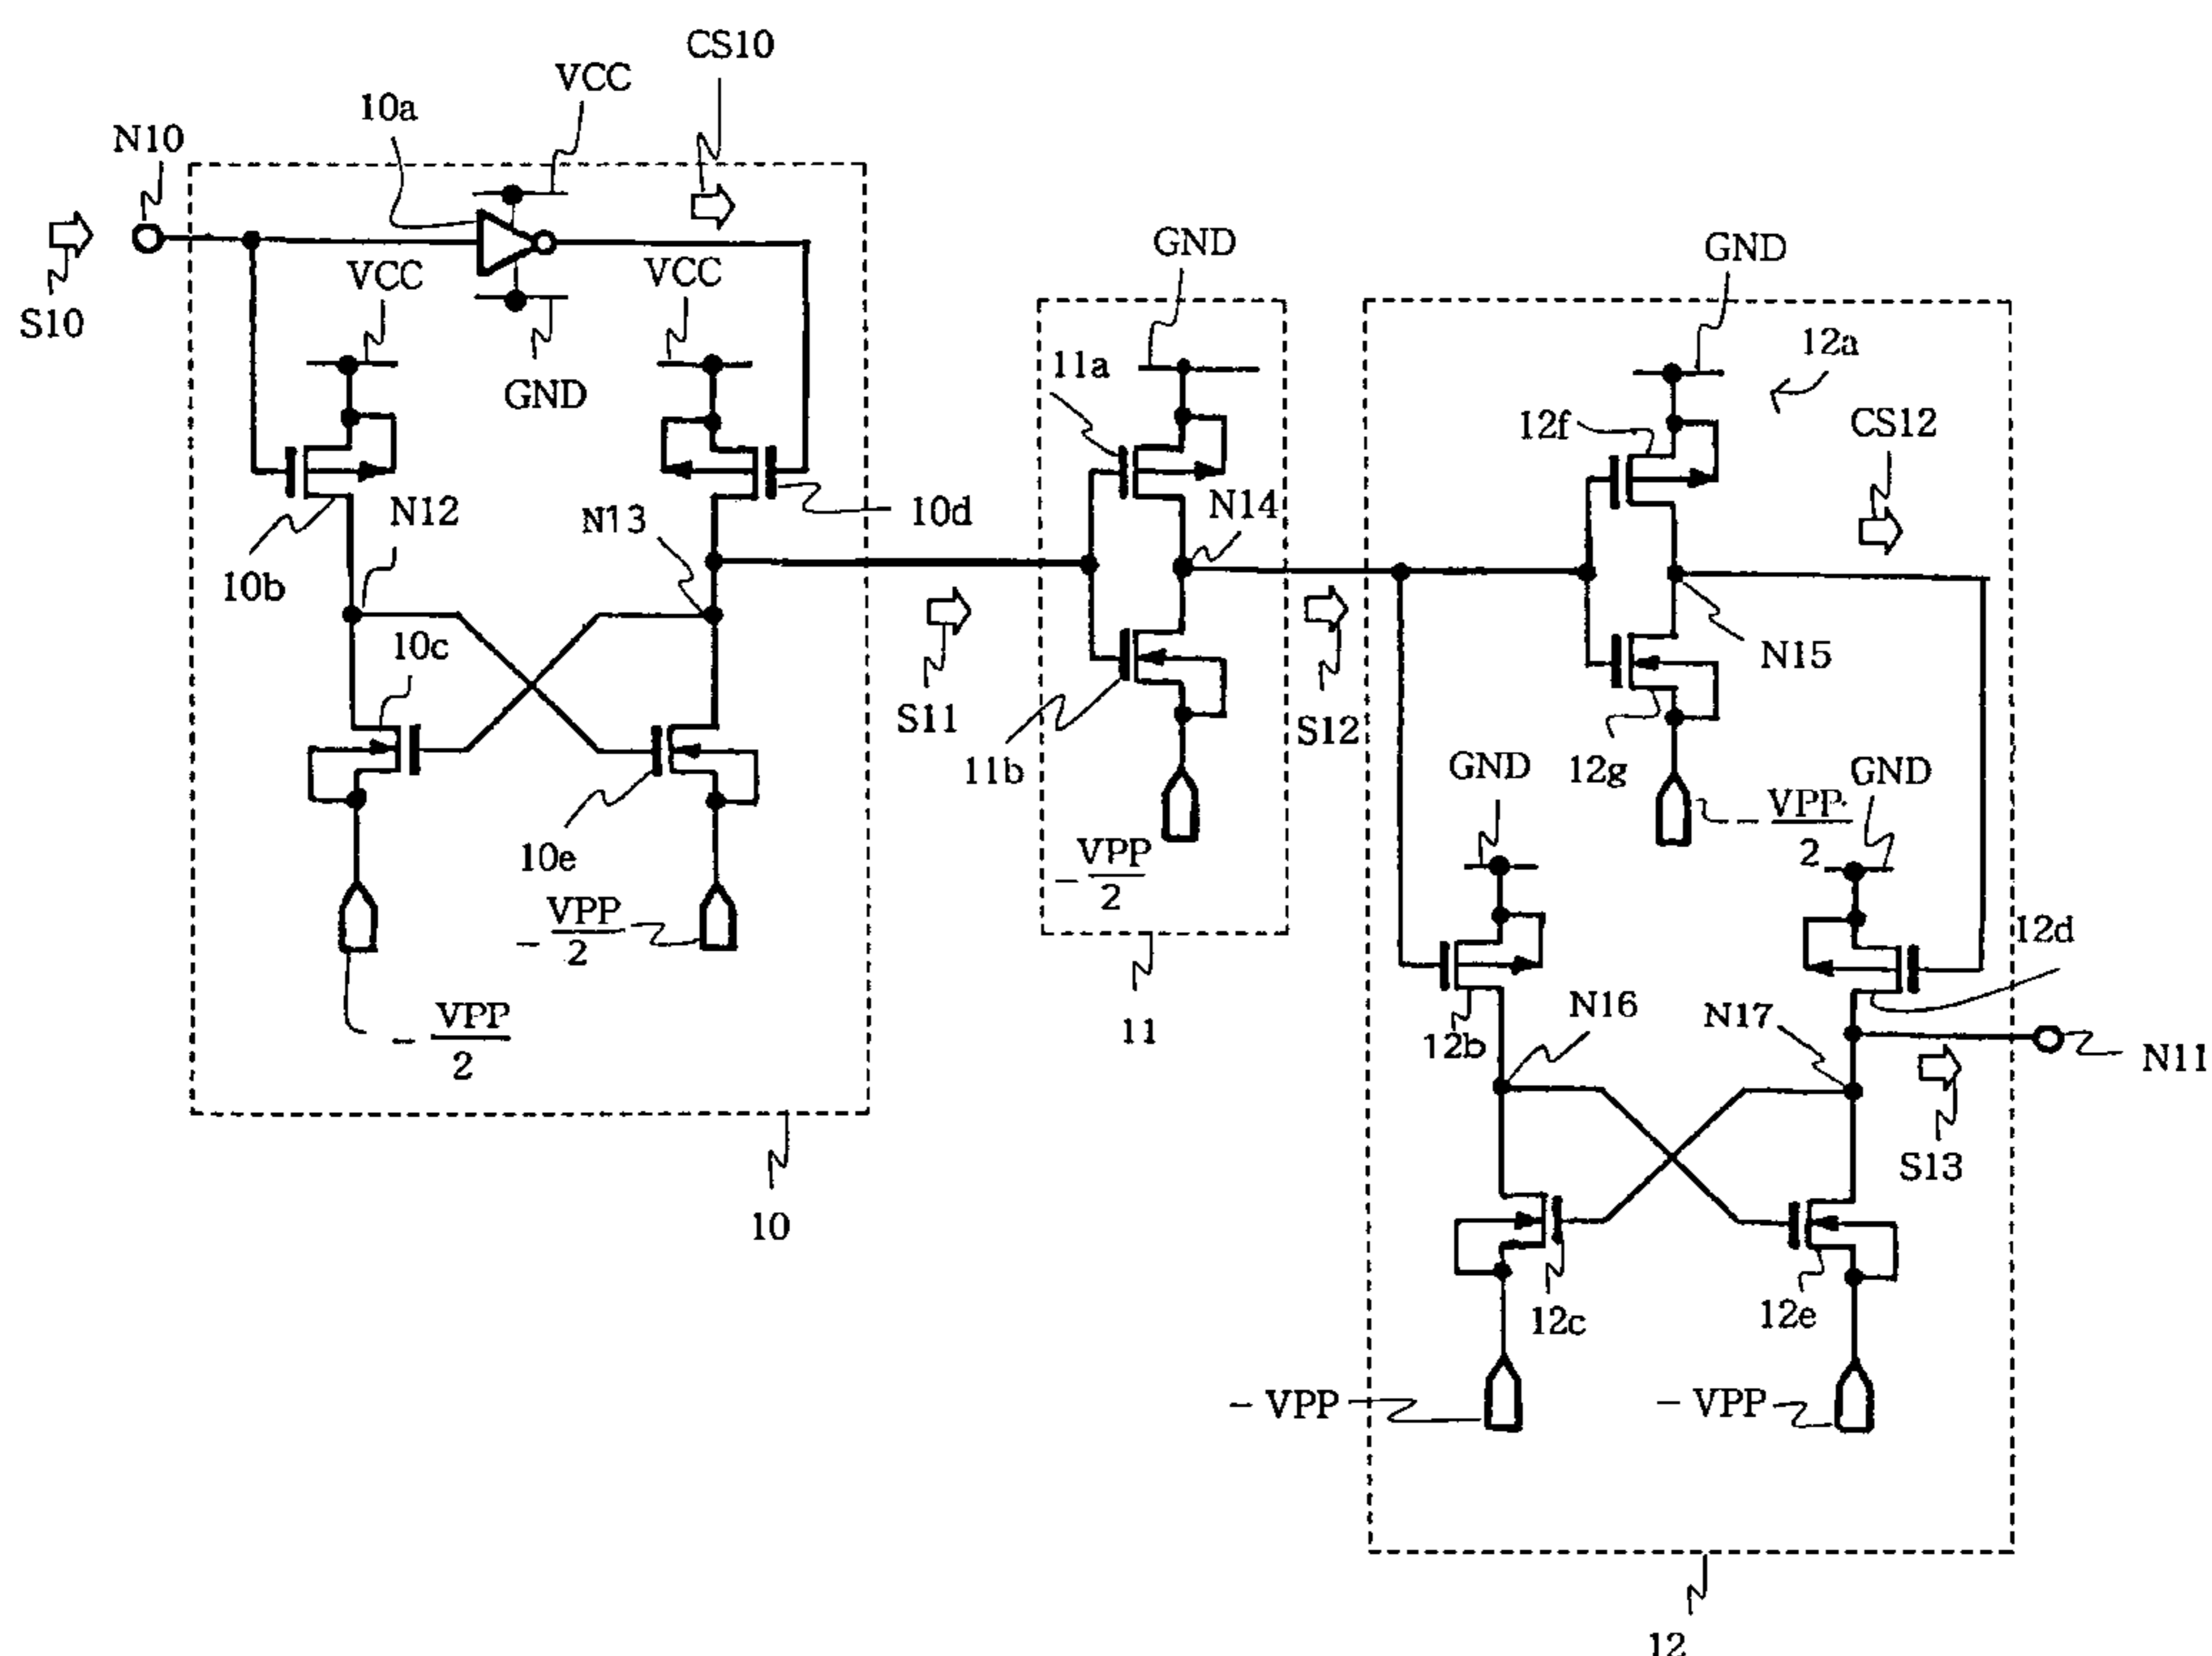 CS10
VCC
10a
N10
S10
VCC
VCC
GND
GND
GND
11a
12a
12f
CS12
N12
N13
10d
N14
10b
10c
N15
S11
S12
11b
12g
GND
GND
- VPP
2
10e
- VPP
2
- VPP
2
12d
- VPP
2
11
12b
N16
N17
N11
S13
10
12c
12e
- VPP
- VPP
12